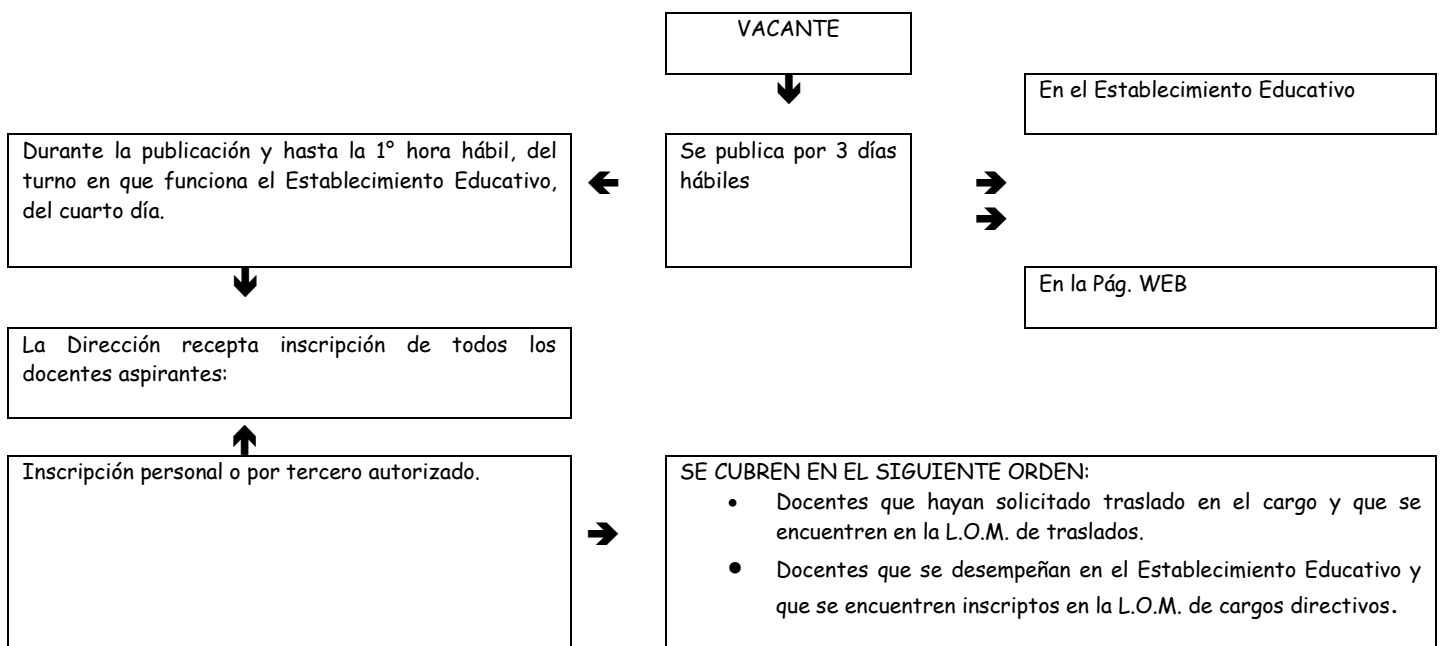 VACANTE
En el Establecimiento Educativo
Durante la publicación y hasta la 1° hora hábil, del
turno en que funciona el Establecimiento Educativo,
del cuarto día.
Se publica por 3 días
hábiles
En la Pág. WEB
La Dirección recepta inscripción de todos los
docentes aspirantes:
Inscripción personal o por tercero autorizado.
SE CUBREN EN EL SIGUIENTE ORDEN:
• Docentes que hayan solicitado traslado en el cargo y que se
encuentren en la L.O.M. de traslados.
• Docentes que se desempeñan en el Establecimiento Educativo y
que se encuentren inscriptos en la L.O.M. de cargos directivos.